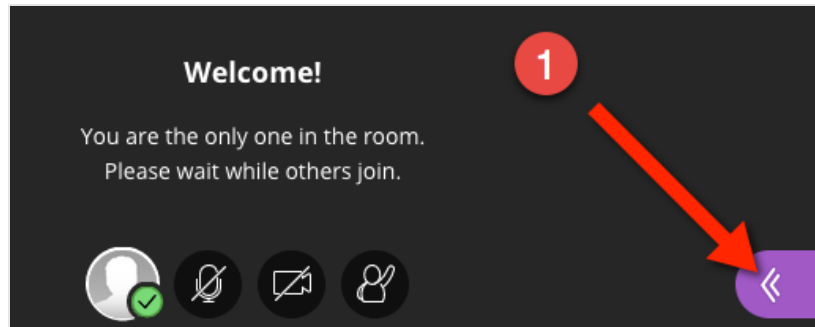 Welcome!
1
You are the only one in the room.
Please wait while others join.